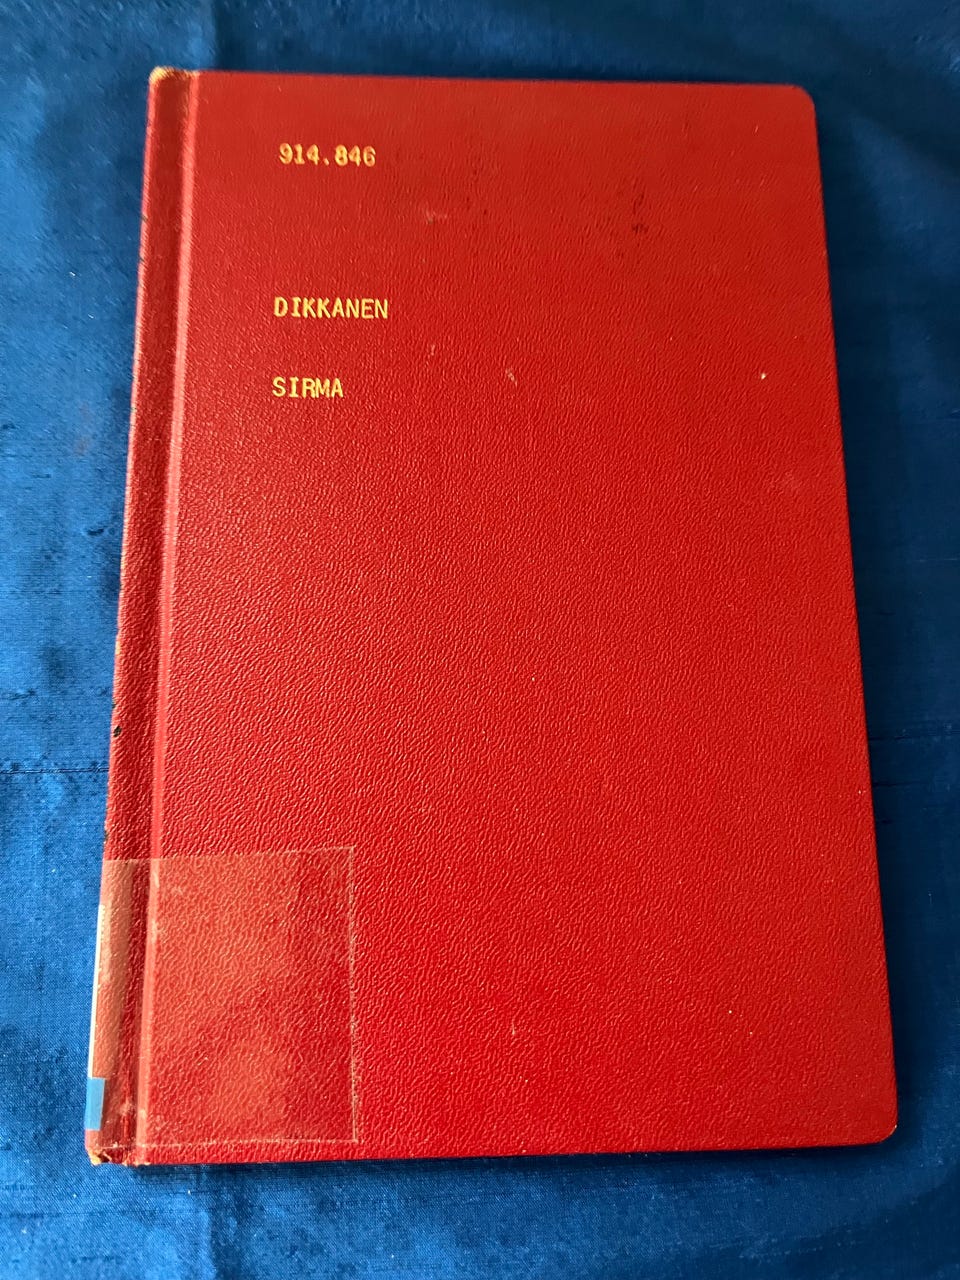 914.846
DIKKANEN
SIRMA